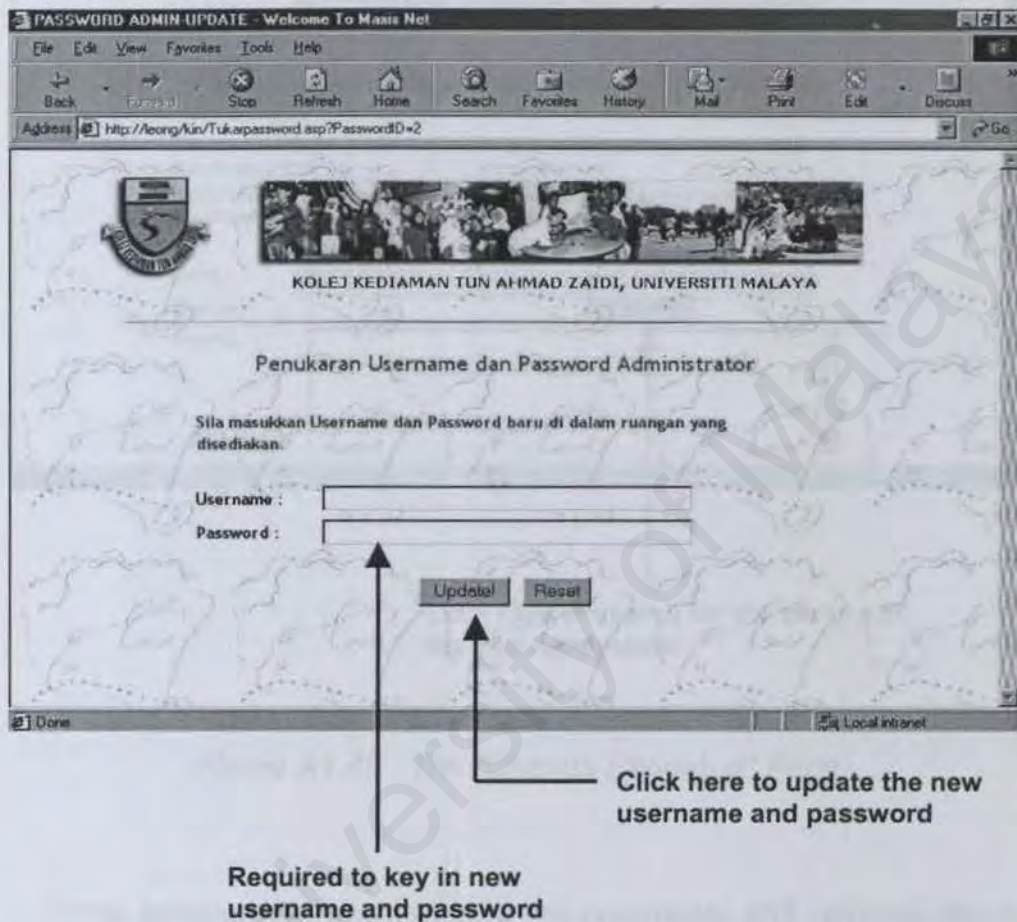 PASSWORD ADMIN UPDATE - Welcome To Maxis Net
File Edit View Favorites Tools Help
Back Forward Stop Refresh Home Search Favorites History Mail Print Edit Discuss
Address http://leong/kin/Tukarpassword.asp?PasswordID=2 Go
KOLEJ KEDIAMAN TUN AHMAD ZAIDI, UNIVERSITI MALAYA
Penukaran Username dan Password Administrator
Sila masukkan Username dan Password baru di dalam ruangan yang
disediakan.
Username :
Password :
Update! Reset
Done Local intranet
Click here to update the new
username and password
Required to key in new
username and password
University of Malaya